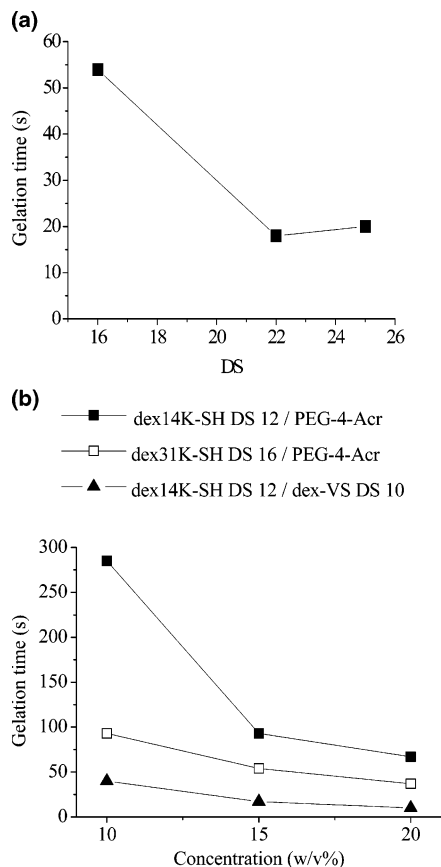 (a)
60
50
40
30
20
10
0
Gelation time (s)
16 18 20 22 24 26
DS
(b)
dex14K-SH DS 12 / PEG-4-Acr
dex31K-SH DS 16 / PEG-4-Acr
dex14K-SH DS 12 / dex-VS DS 10
300
250
200
150
100
50
0
Gelation time (s)
10 15 20
Concentration (w/v%)